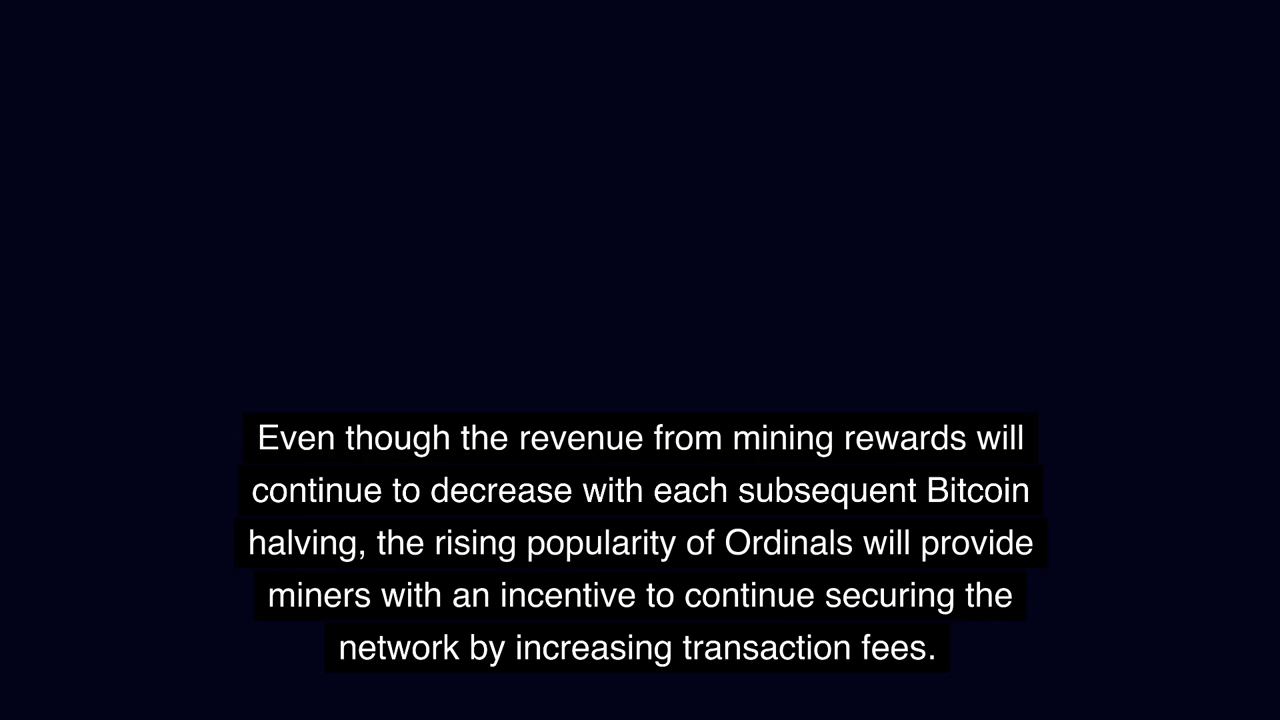 Even though the revenue from mining rewards will
continue to decrease with each subsequent Bitcoin
halving, the rising popularity of Ordinals will provide
miners with an incentive to continue securing the
network by increasing transaction fees.